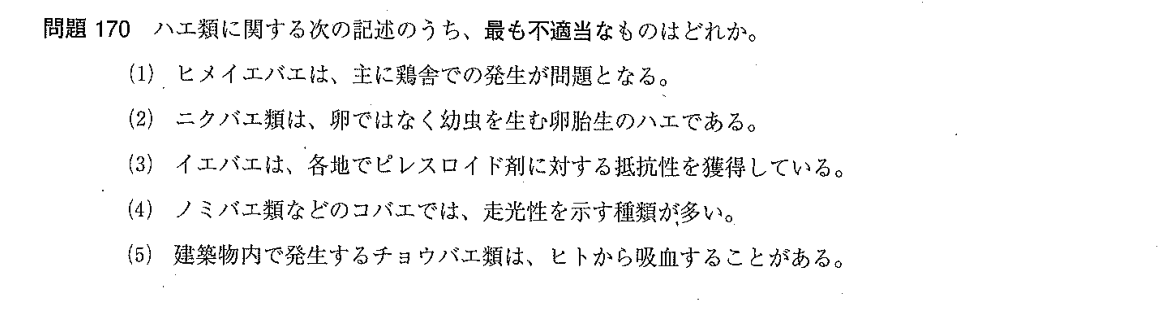 問題 170　ハエ類に関する次の記述のうち、最も不適当なものはどれか。
(1)　ヒメイエバエは、主に鶏舎での発生が問題となる。
(2)　ニクバエ類は、卵ではなく幼虫を生む卵胎生のハエである。
(3)　イエバエは、各地でピレスロイド剤に対する抵抗性を獲得している。
(4)　ノミバエ類などのコバエでは、走光性を示す種類が多い。
(5)　建築物内で発生するチョウバエ類は、ヒトから吸血することがある。